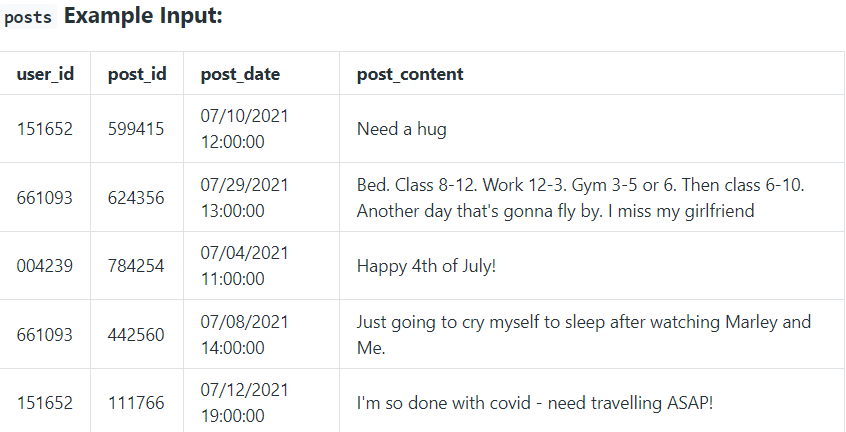 posts Example Input:
user_id post_id post_date post_content
151652 599415 07/10/2021 12:00:00 Need a hug
661093 624356 07/29/2021 13:00:00 Bed. Class 8-12. Work 12-3. Gym 3-5 or 6. Then class 6-10.
Another day that's gonna fly by. I miss my girlfriend
004239 784254 07/04/2021 11:00:00 Happy 4th of July!
661093 442560 07/08/2021 14:00:00 Just going to cry myself to sleep after watching Marley and
Me.
151652 111766 07/12/2021 19:00:00 I'm so done with covid - need travelling ASAP!